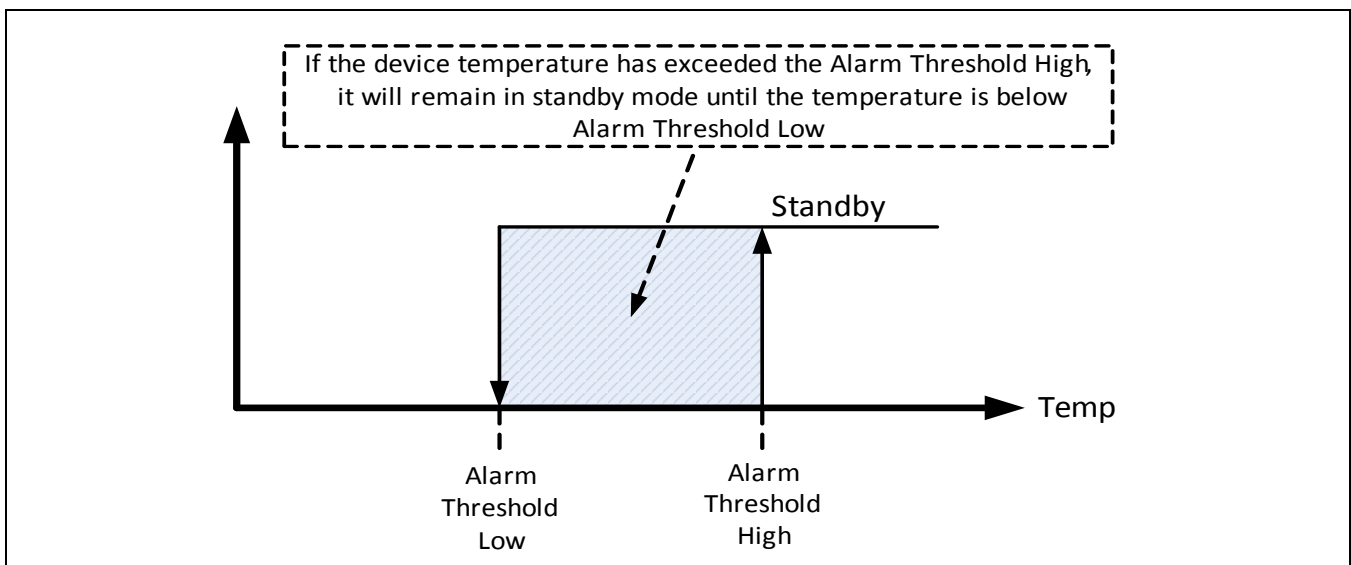 If the device temperature has exceeded the Alarm Threshold High,
it will remain in standby mode until the temperature is below
Alarm Threshold Low
Standby
Temp
Alarm
Threshold
Low
Alarm
Threshold
High